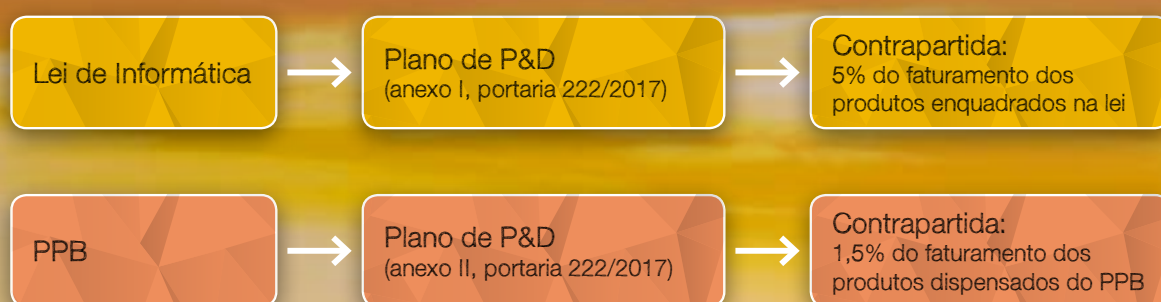 Lei de Informática
Plano de P&D
(anexo I, portaria 222/2017)
Contrapartida:
5% do faturamento dos
produtos enquadrados na lei
PPB
Plano de P&D
(anexo II, portaria 222/2017)
Contrapartida:
1,5% do faturamento dos
produtos dispensados do PPB